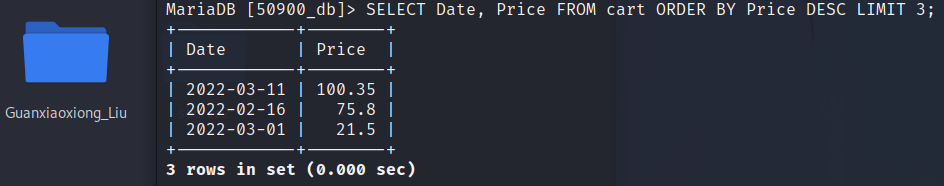 MariaDB [50900_db]> SELECT Date, Price FROM cart ORDER BY Price DESC LIMIT 3;
+------------+--------+
| Date       | Price  |
+------------+--------+
| 2022-03-11 | 100.35 |
| 2022-02-16 |   75.8 |
| 2022-03-01 |   21.5 |
+------------+--------+
3 rows in set (0.000 sec)
Guanxiaoxiong_Liu